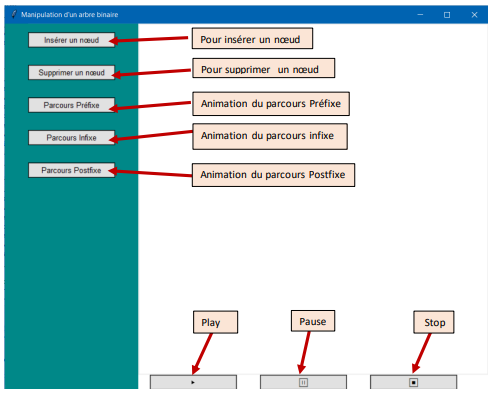 Manipulation d'un arbre binaire
Insérer un nœud
Pour insérer un nœud
Supprimer un nœud
Pour supprimer un nœud
Parcours Préfixe
Animation du parcours Préfixe
Parcours Infixe
Animation du parcours infixe
Parcours Postfixe
Animation du parcours Postfixe
Play
Pause
Stop